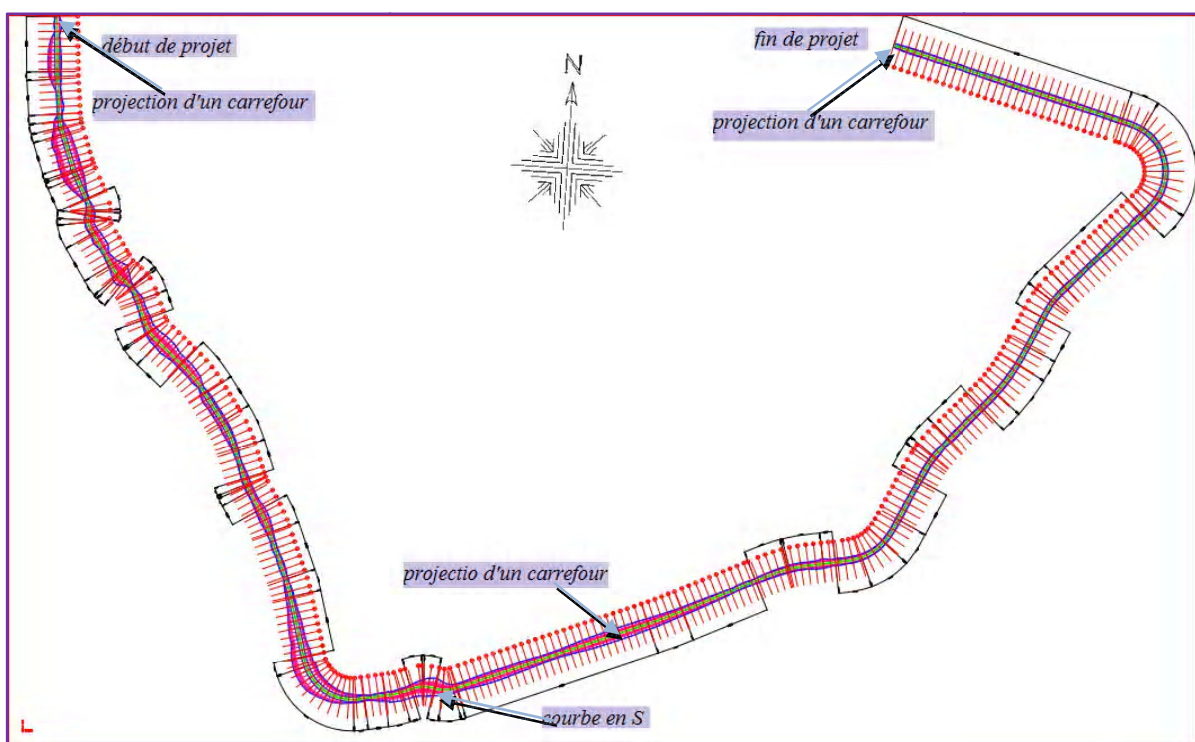 début de projet
fin de projet
N
projection d'un carrefour
projection d'un carrefour
projectio d'un carrefour
courbe en S